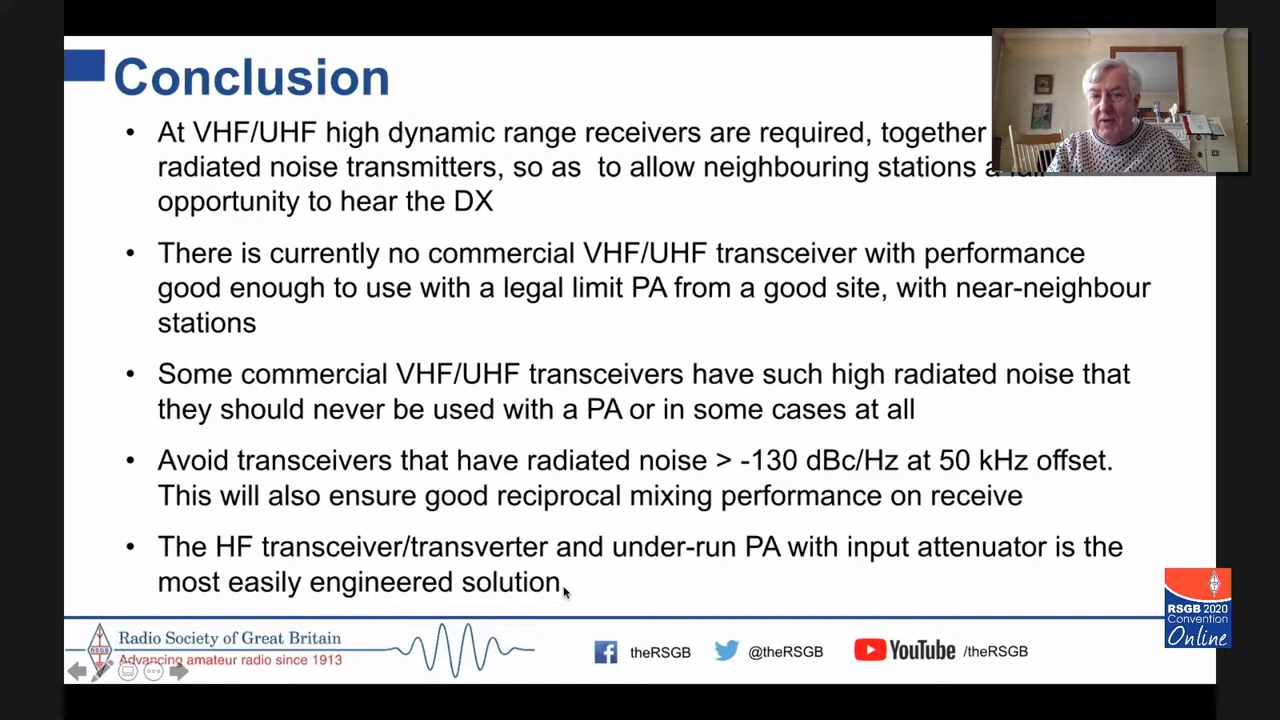 Conclusion
• At VHF/UHF high dynamic range receivers are required, together
radiated noise transmitters, so as to allow neighbouring stations a
opportunity to hear the DX
• There is currently no commercial VHF/UHF transceiver with performance
good enough to use with a legal limit PA from a good site, with near-neighbour
stations
• Some commercial VHF/UHF transceivers have such high radiated noise that
they should never be used with a PA or in some cases at all
• Avoid transceivers that have radiated noise > -130 dBc/Hz at 50 kHz offset.
This will also ensure good reciprocal mixing performance on receive
• The HF transceiver/transverter and under-run PA with input attenuator is the
most easily engineered solution.
RSGB 2020
Convention
Online
RSGB
Radio Society of Great Britain
Advancing amateur radio since 1913
theRSGB
@theRSGB
YouTube /theRSGB